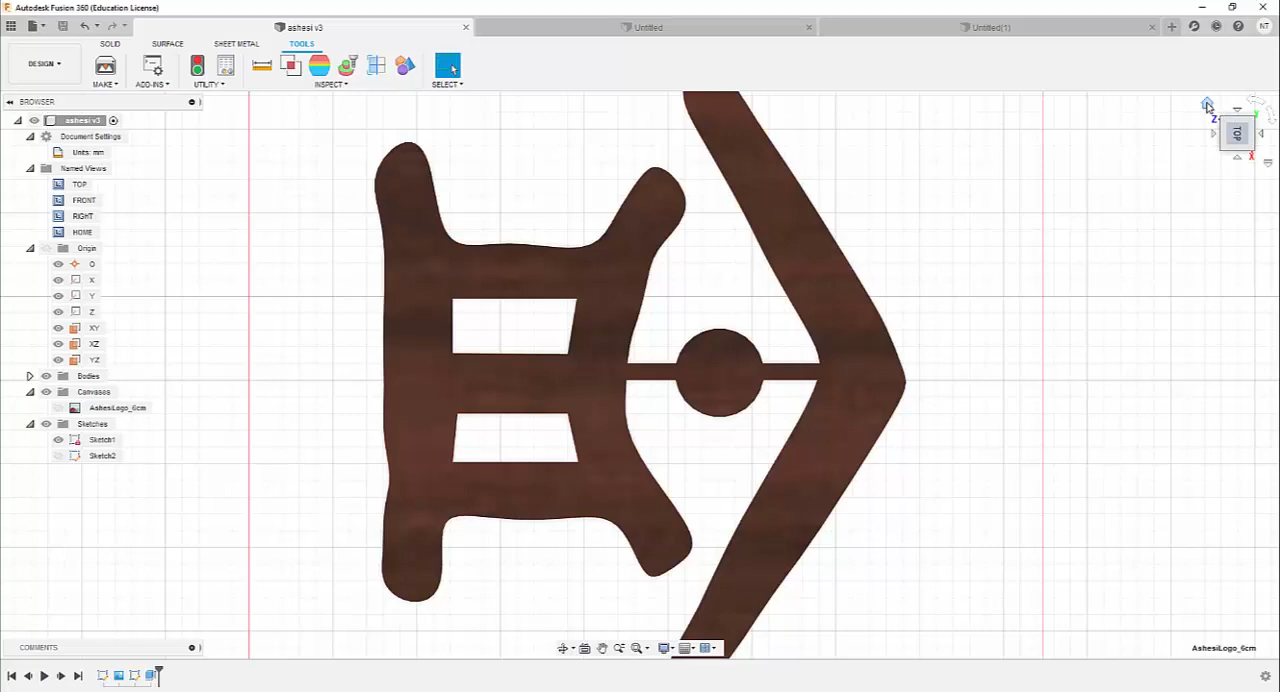 Autodesk Fusion 360 (Education License)
ashesi v3
Untitled
Untitled(1)
NT
DESIGN
SOLID
SURFACE
SHEET METAL
TOOLS
MAKE
ADD-INS
UTILITY
INSPECT
SELECT
BROWSER
ashesi v3
Document Settings
Units: mm
Named Views
TOP
FRONT
RIGHT
HOME
Origin
O
X
Y
Z
XY
XZ
YZ
Bodies
Canvases
AshesiLogo_6cm
Sketches
Sketch1
Sketch2
Z
Y
TOP
X
COMMENTS
AshesiLogo_6cm